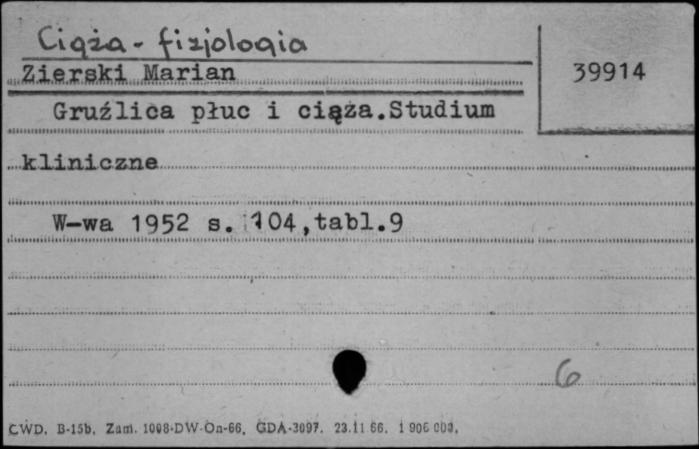 Ciąża - fizjologia
Zierski Marian
39914
Gruźlica płuc i ciąża.Studium
kliniczne
W-wa 1952 s. 104,tabl.9
6
CWD. B-15b. Zam. 1098-DW-Dn-66, GDA-3097. 23.11 66. 1 906 000.